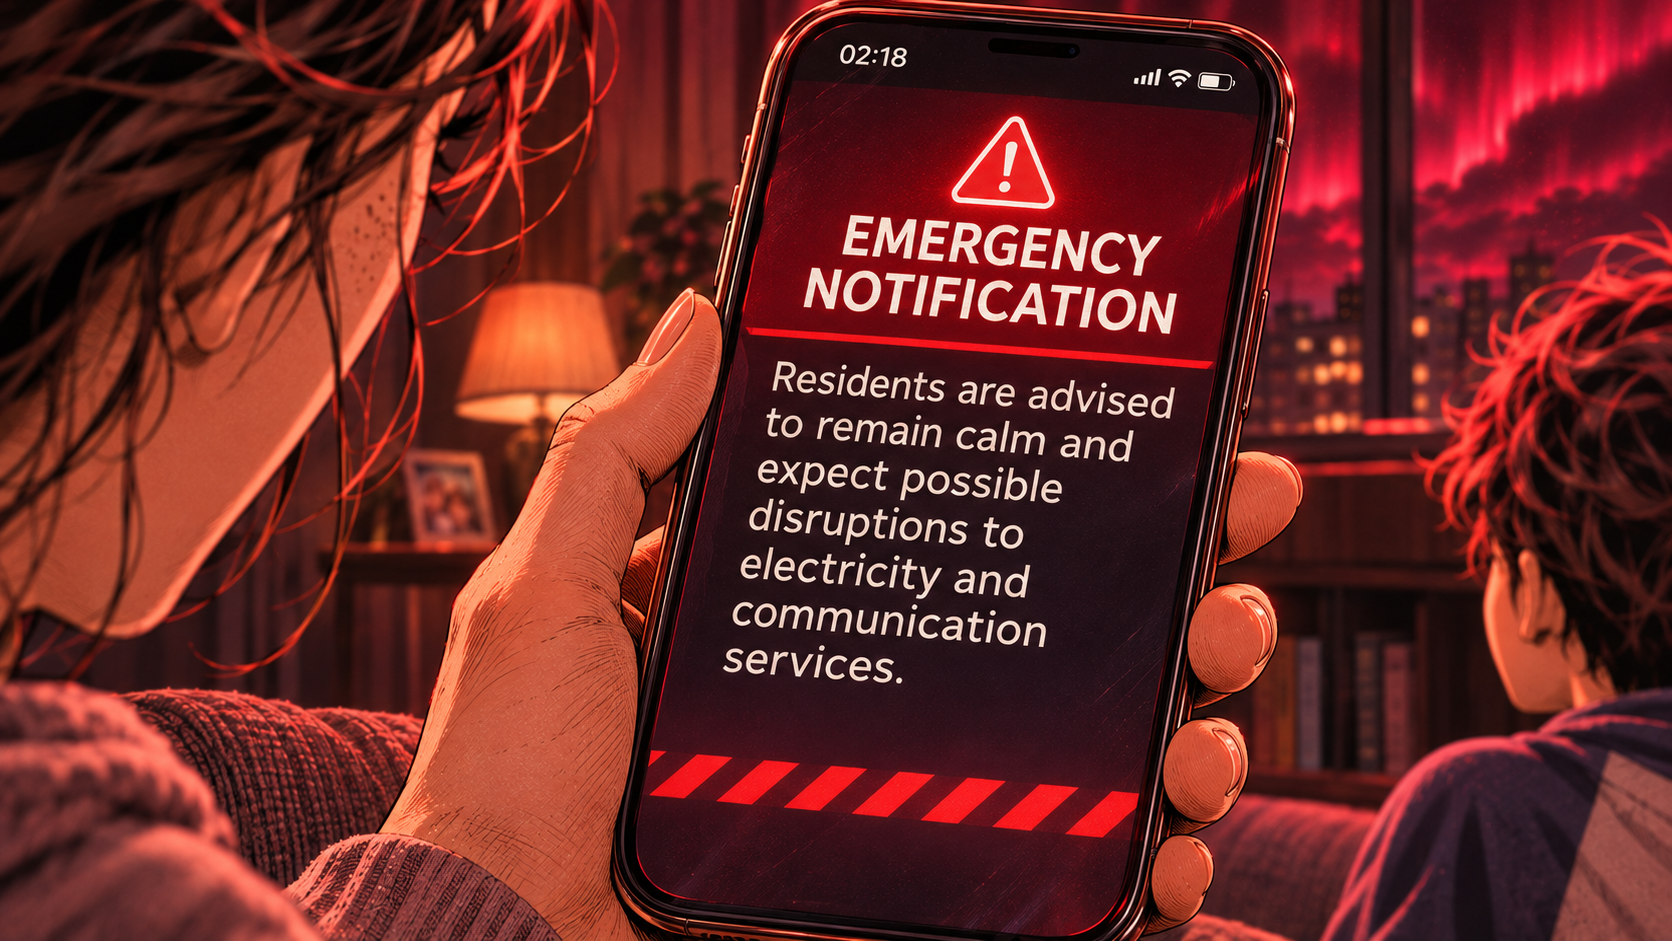 02:18
EMERGENCY
NOTIFICATION
Residents are advised
to remain calm and
expect possible
disruptions to
electricity and
communication
services.